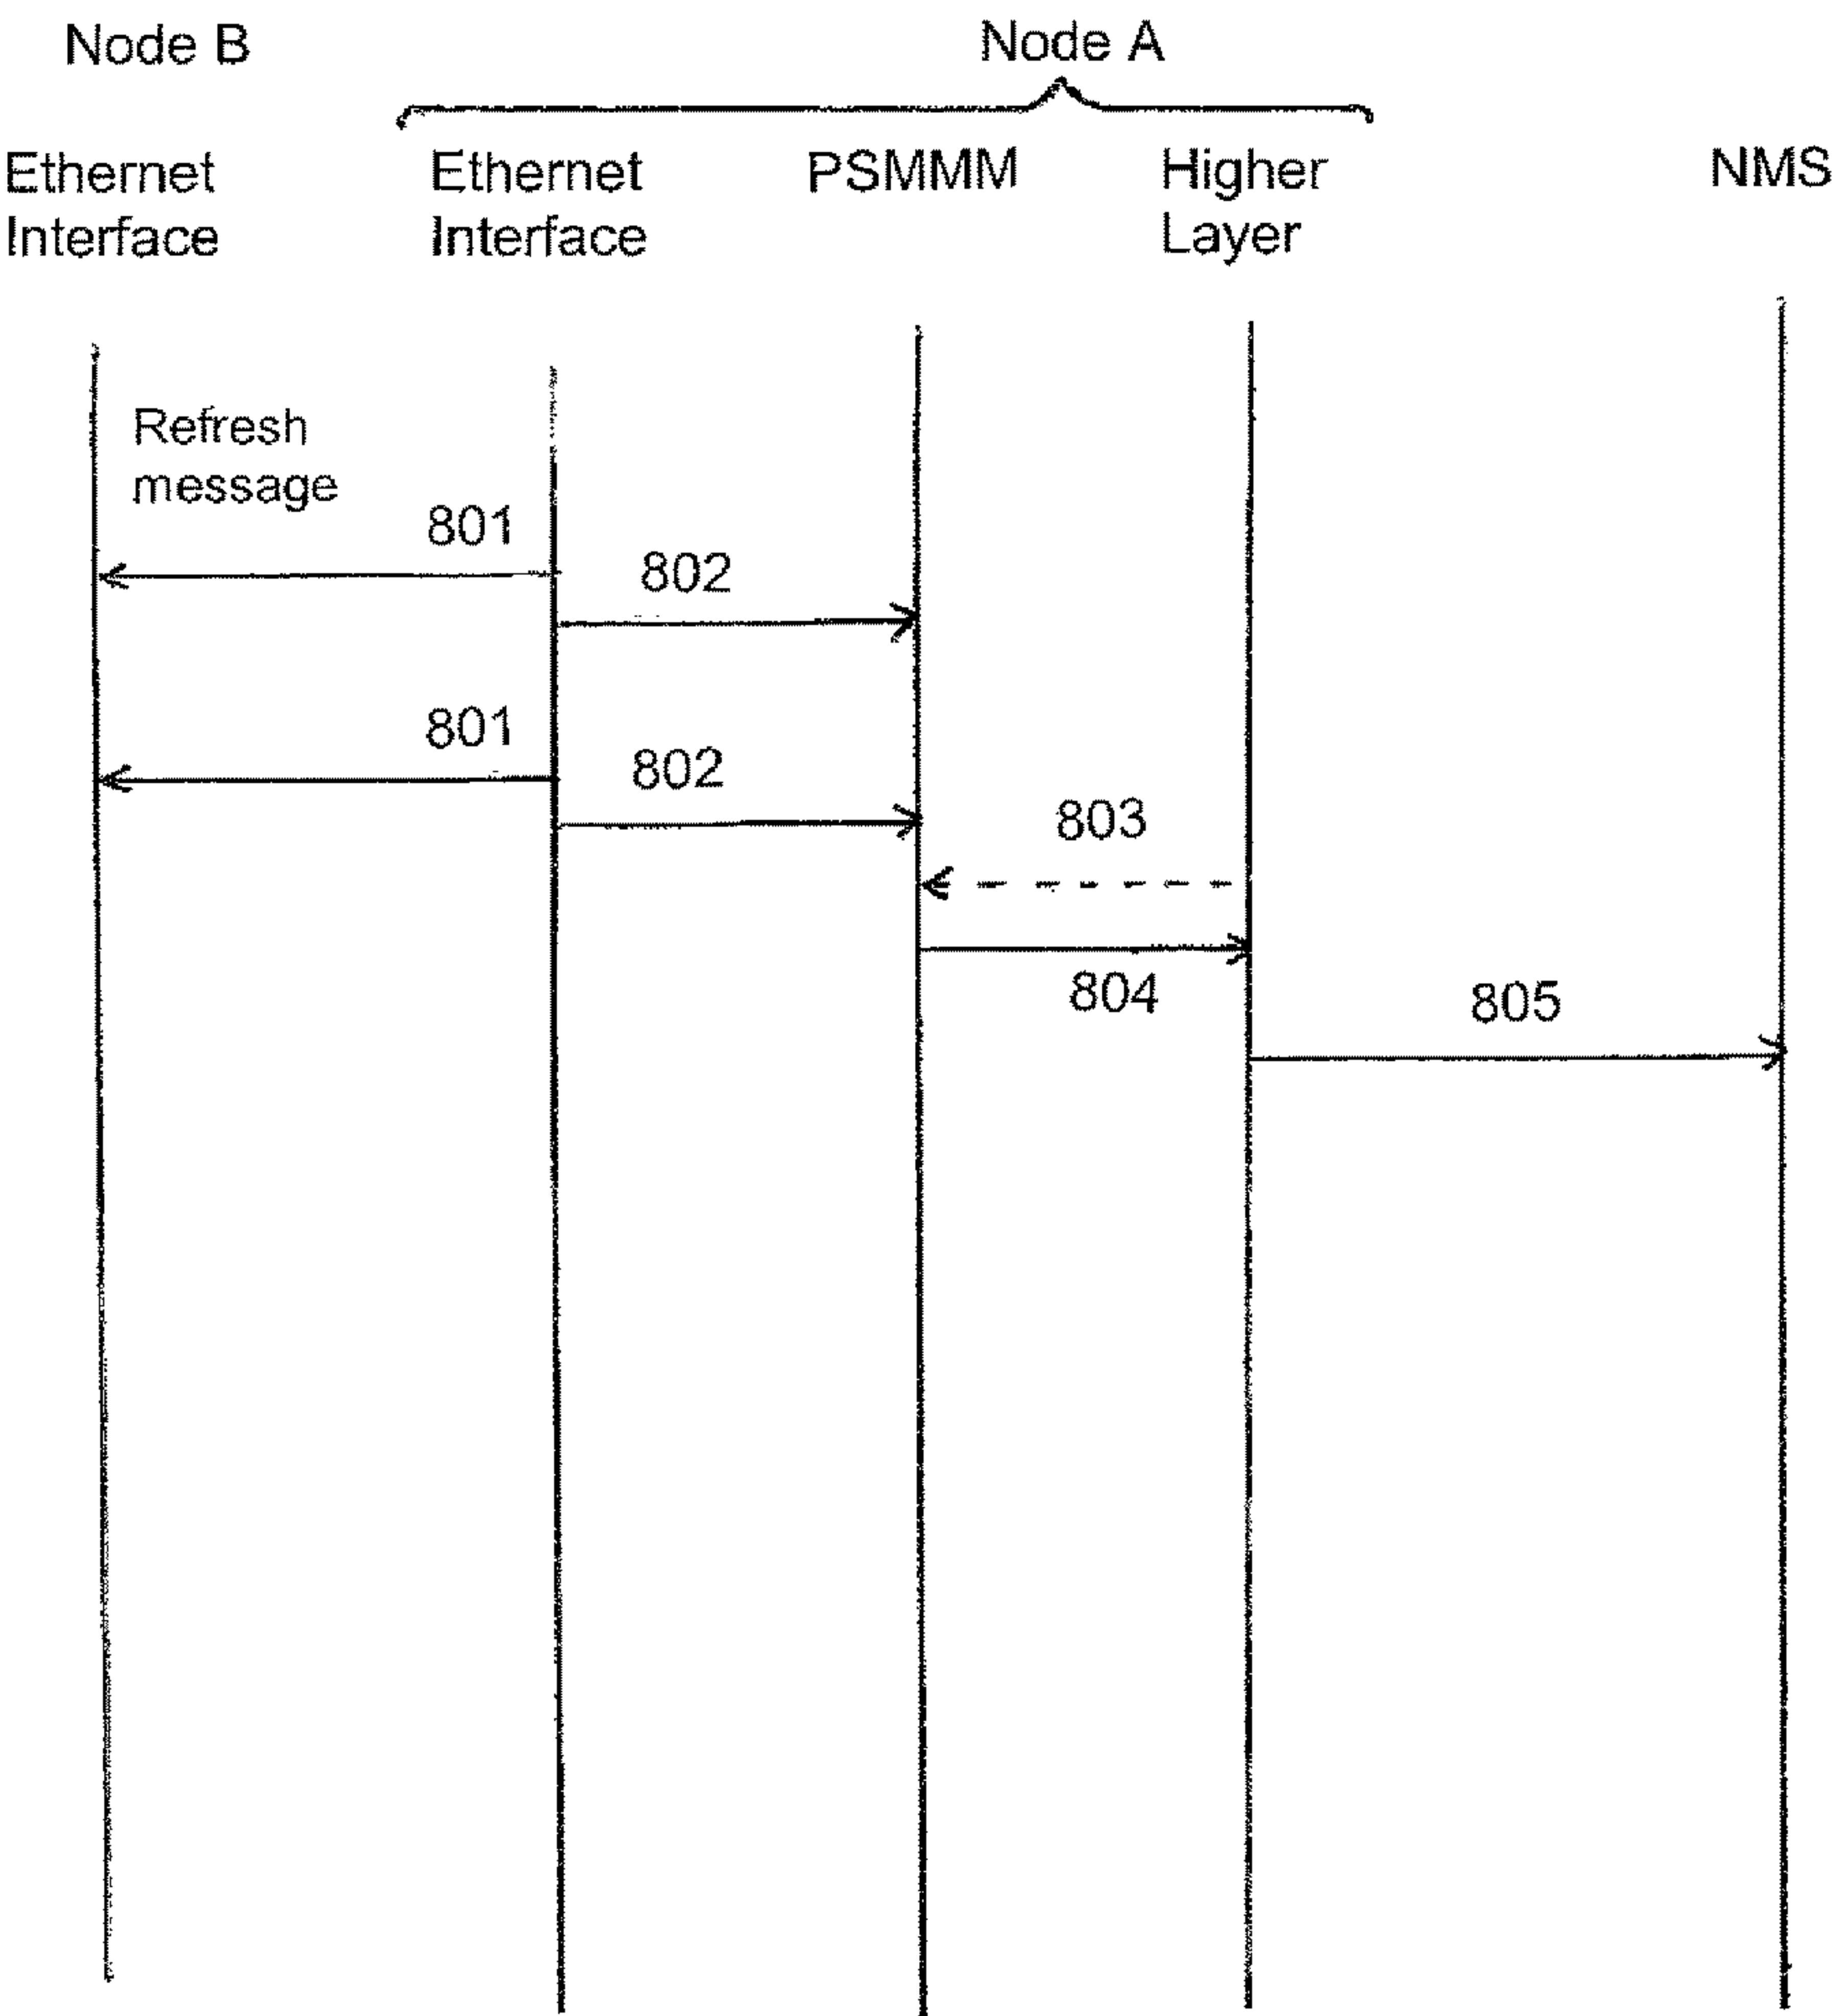 Node B
Node A
Ethernet
Interface
Ethernet
Interface
PSMMM
Higher
Layer
NMS
Refresh
message
801
802
801
802
803
804
805